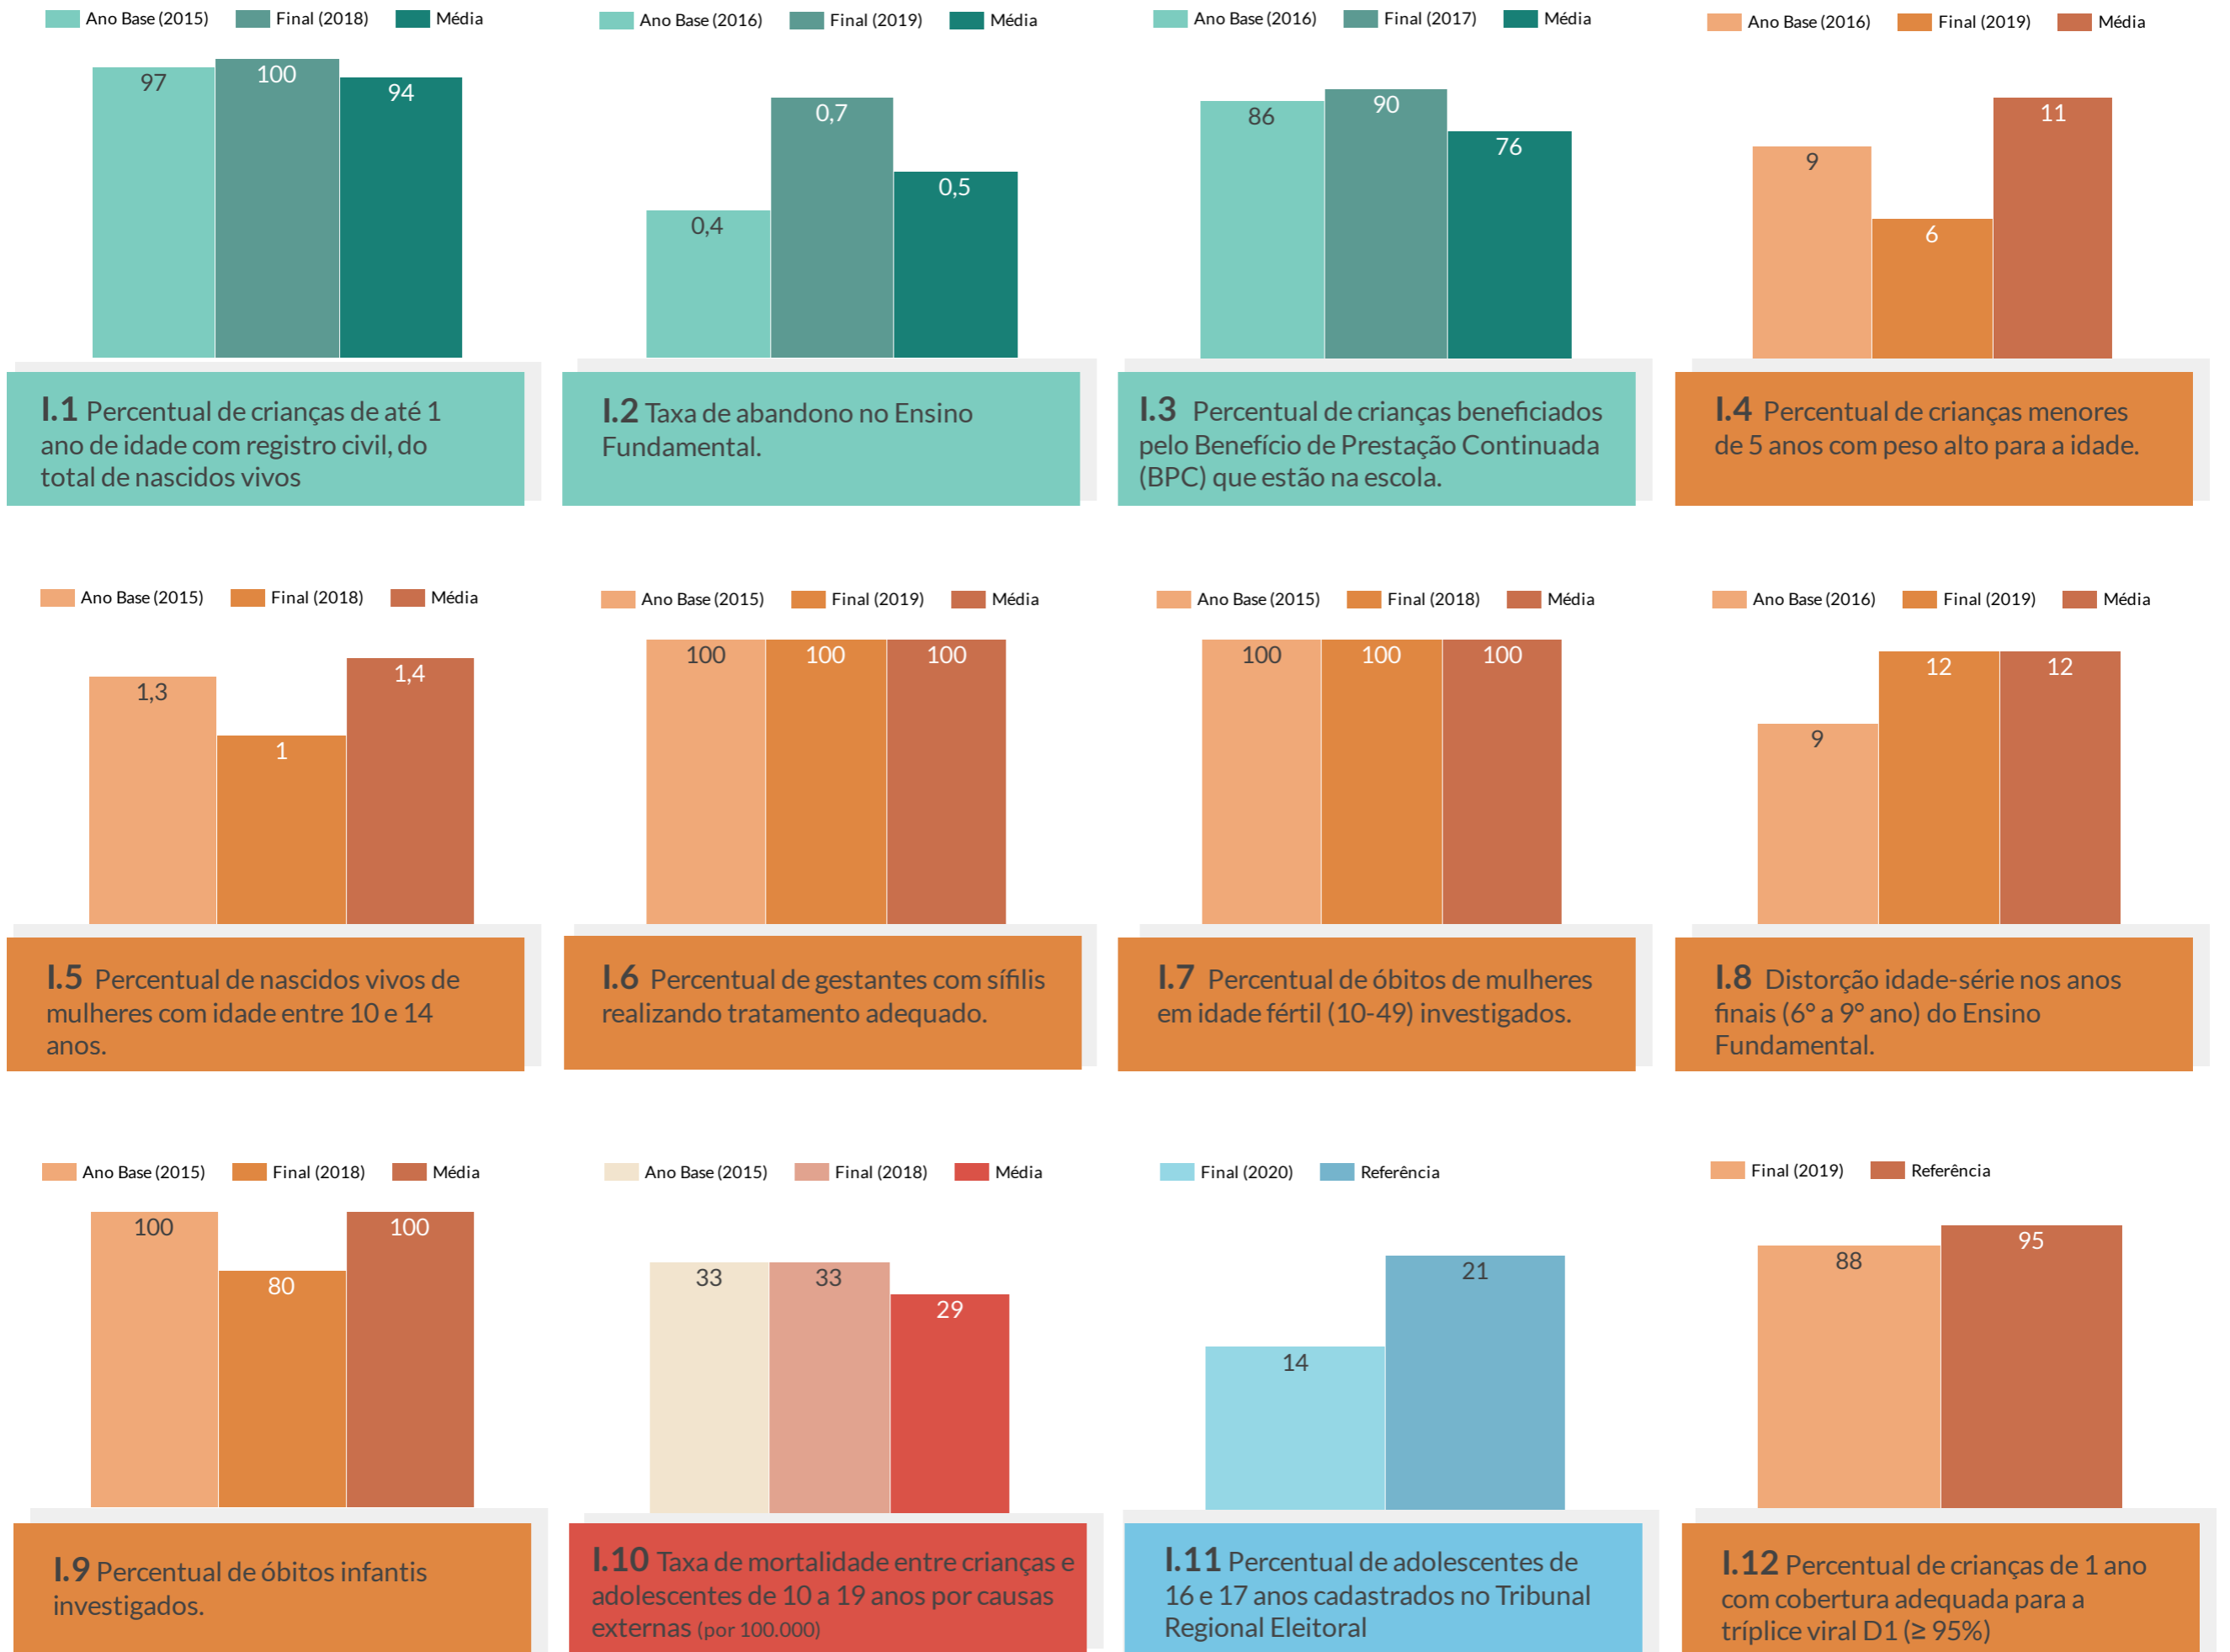 Ano Base (2015) Final (2018) Média
97 100 94
I.1 Percentual de crianças de até 1
ano de idade com registro civil, do
total de nascidos vivos
Ano Base (2016) Final (2019) Média
0,4 0,7 0,5
I.2 Taxa de abandono no Ensino
Fundamental.
Ano Base (2016) Final (2017) Média
86 90 76
I.3 Percentual de crianças beneficiados
pelo Benefício de Prestação Continuada
(BPC) que estão na escola.
Ano Base (2016) Final (2019) Média
9 6 11
I.4 Percentual de crianças menores
de 5 anos com peso alto para a idade.
Ano Base (2015) Final (2018) Média
1,3 1 1,4
I.5 Percentual de nascidos vivos de
mulheres com idade entre 10 e 14
anos.
Ano Base (2015) Final (2019) Média
100 100 100
I.6 Percentual de gestantes com sífilis
realizando tratamento adequado.
Ano Base (2015) Final (2018) Média
100 100 100
I.7 Percentual de óbitos de mulheres
em idade fértil (10-49) investigados.
Ano Base (2016) Final (2019) Média
9 12 12
I.8 Distorção idade-série nos anos
finais (6° a 9° ano) do Ensino
Fundamental.
Ano Base (2015) Final (2018) Média
100 80 100
I.9 Percentual de óbitos infantis
investigados.
Ano Base (2015) Final (2018) Média
33 33 29
I.10 Taxa de mortalidade entre crianças e
adolescentes de 10 a 19 anos por causas
externas (por 100.000)
Final (2020) Referência
14 21
I.11 Percentual de adolescentes de
16 e 17 anos cadastrados no Tribunal
Regional Eleitoral
Final (2019) Referência
88 95
I.12 Percentual de crianças de 1 ano
com cobertura adequada para a
tríplice viral D1 (≥ 95%)